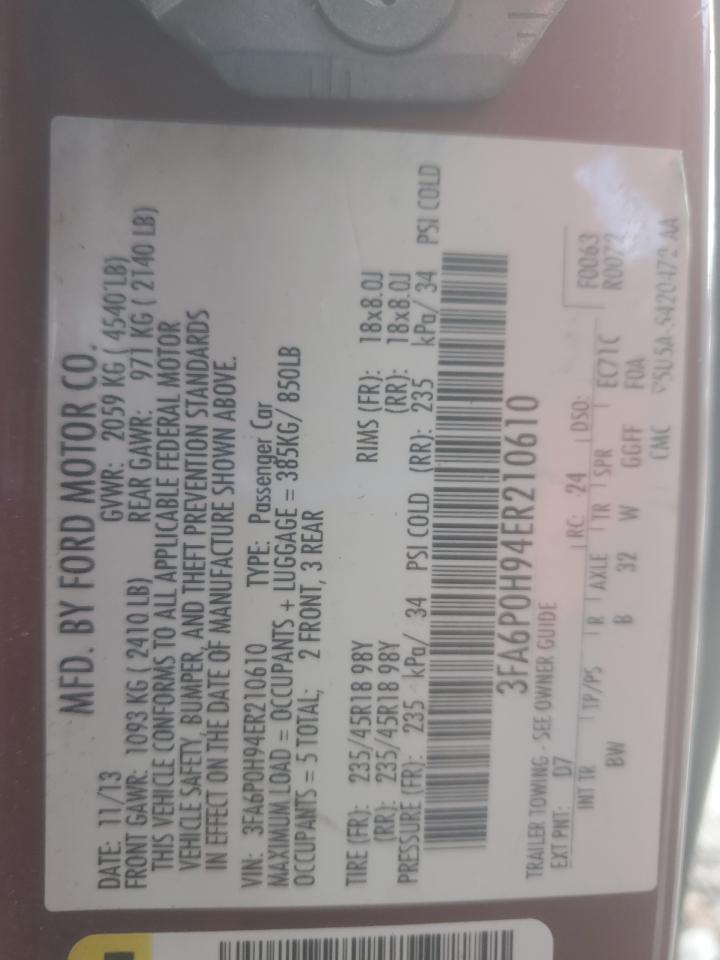 MFD. BY FORD MOTOR CO.
DATE: 11/13 GVWR: 2059 KG ( 4540 LB)
FRONT GAWR: 1093 KG ( 2410 LB) REAR GAWR: 971 KG ( 2140 LB)
THIS VEHICLE CONFORMS TO ALL APPLICABLE FEDERAL MOTOR
VEHICLE SAFETY, BUMPER, AND THEFT PREVENTION STANDARDS
IN EFFECT ON THE DATE OF MANUFACTURE SHOWN ABOVE.
VIN: 3FA6P0H94ER210610 TYPE: Passenger Car
MAXIMUM LOAD = OCCUPANTS + LUGGAGE = 385KG/ 850LB
OCCUPANTS = 5 TOTAL; 2 FRONT, 3 REAR
TIRE (FR): 235/45R18 98Y RIMS (FR): 18x8.0J
(RR): 235/45R18 98Y (RR): 18x8.0J
PRESSURE (FR): 235 kPa/ 34 PSI COLD (RR): 235 kPa/ 34 PSI COLD
3FA6P0H94ER210610
TRAILER TOWING - SEE OWNER GUIDE
F0063
EXT PNT: D7 RC: 24 DSO: R0072
INT TR TP/PS R AXLE TR SPR EC71C
BW B 32 W GGFF FOA
CMC 5420472 AA